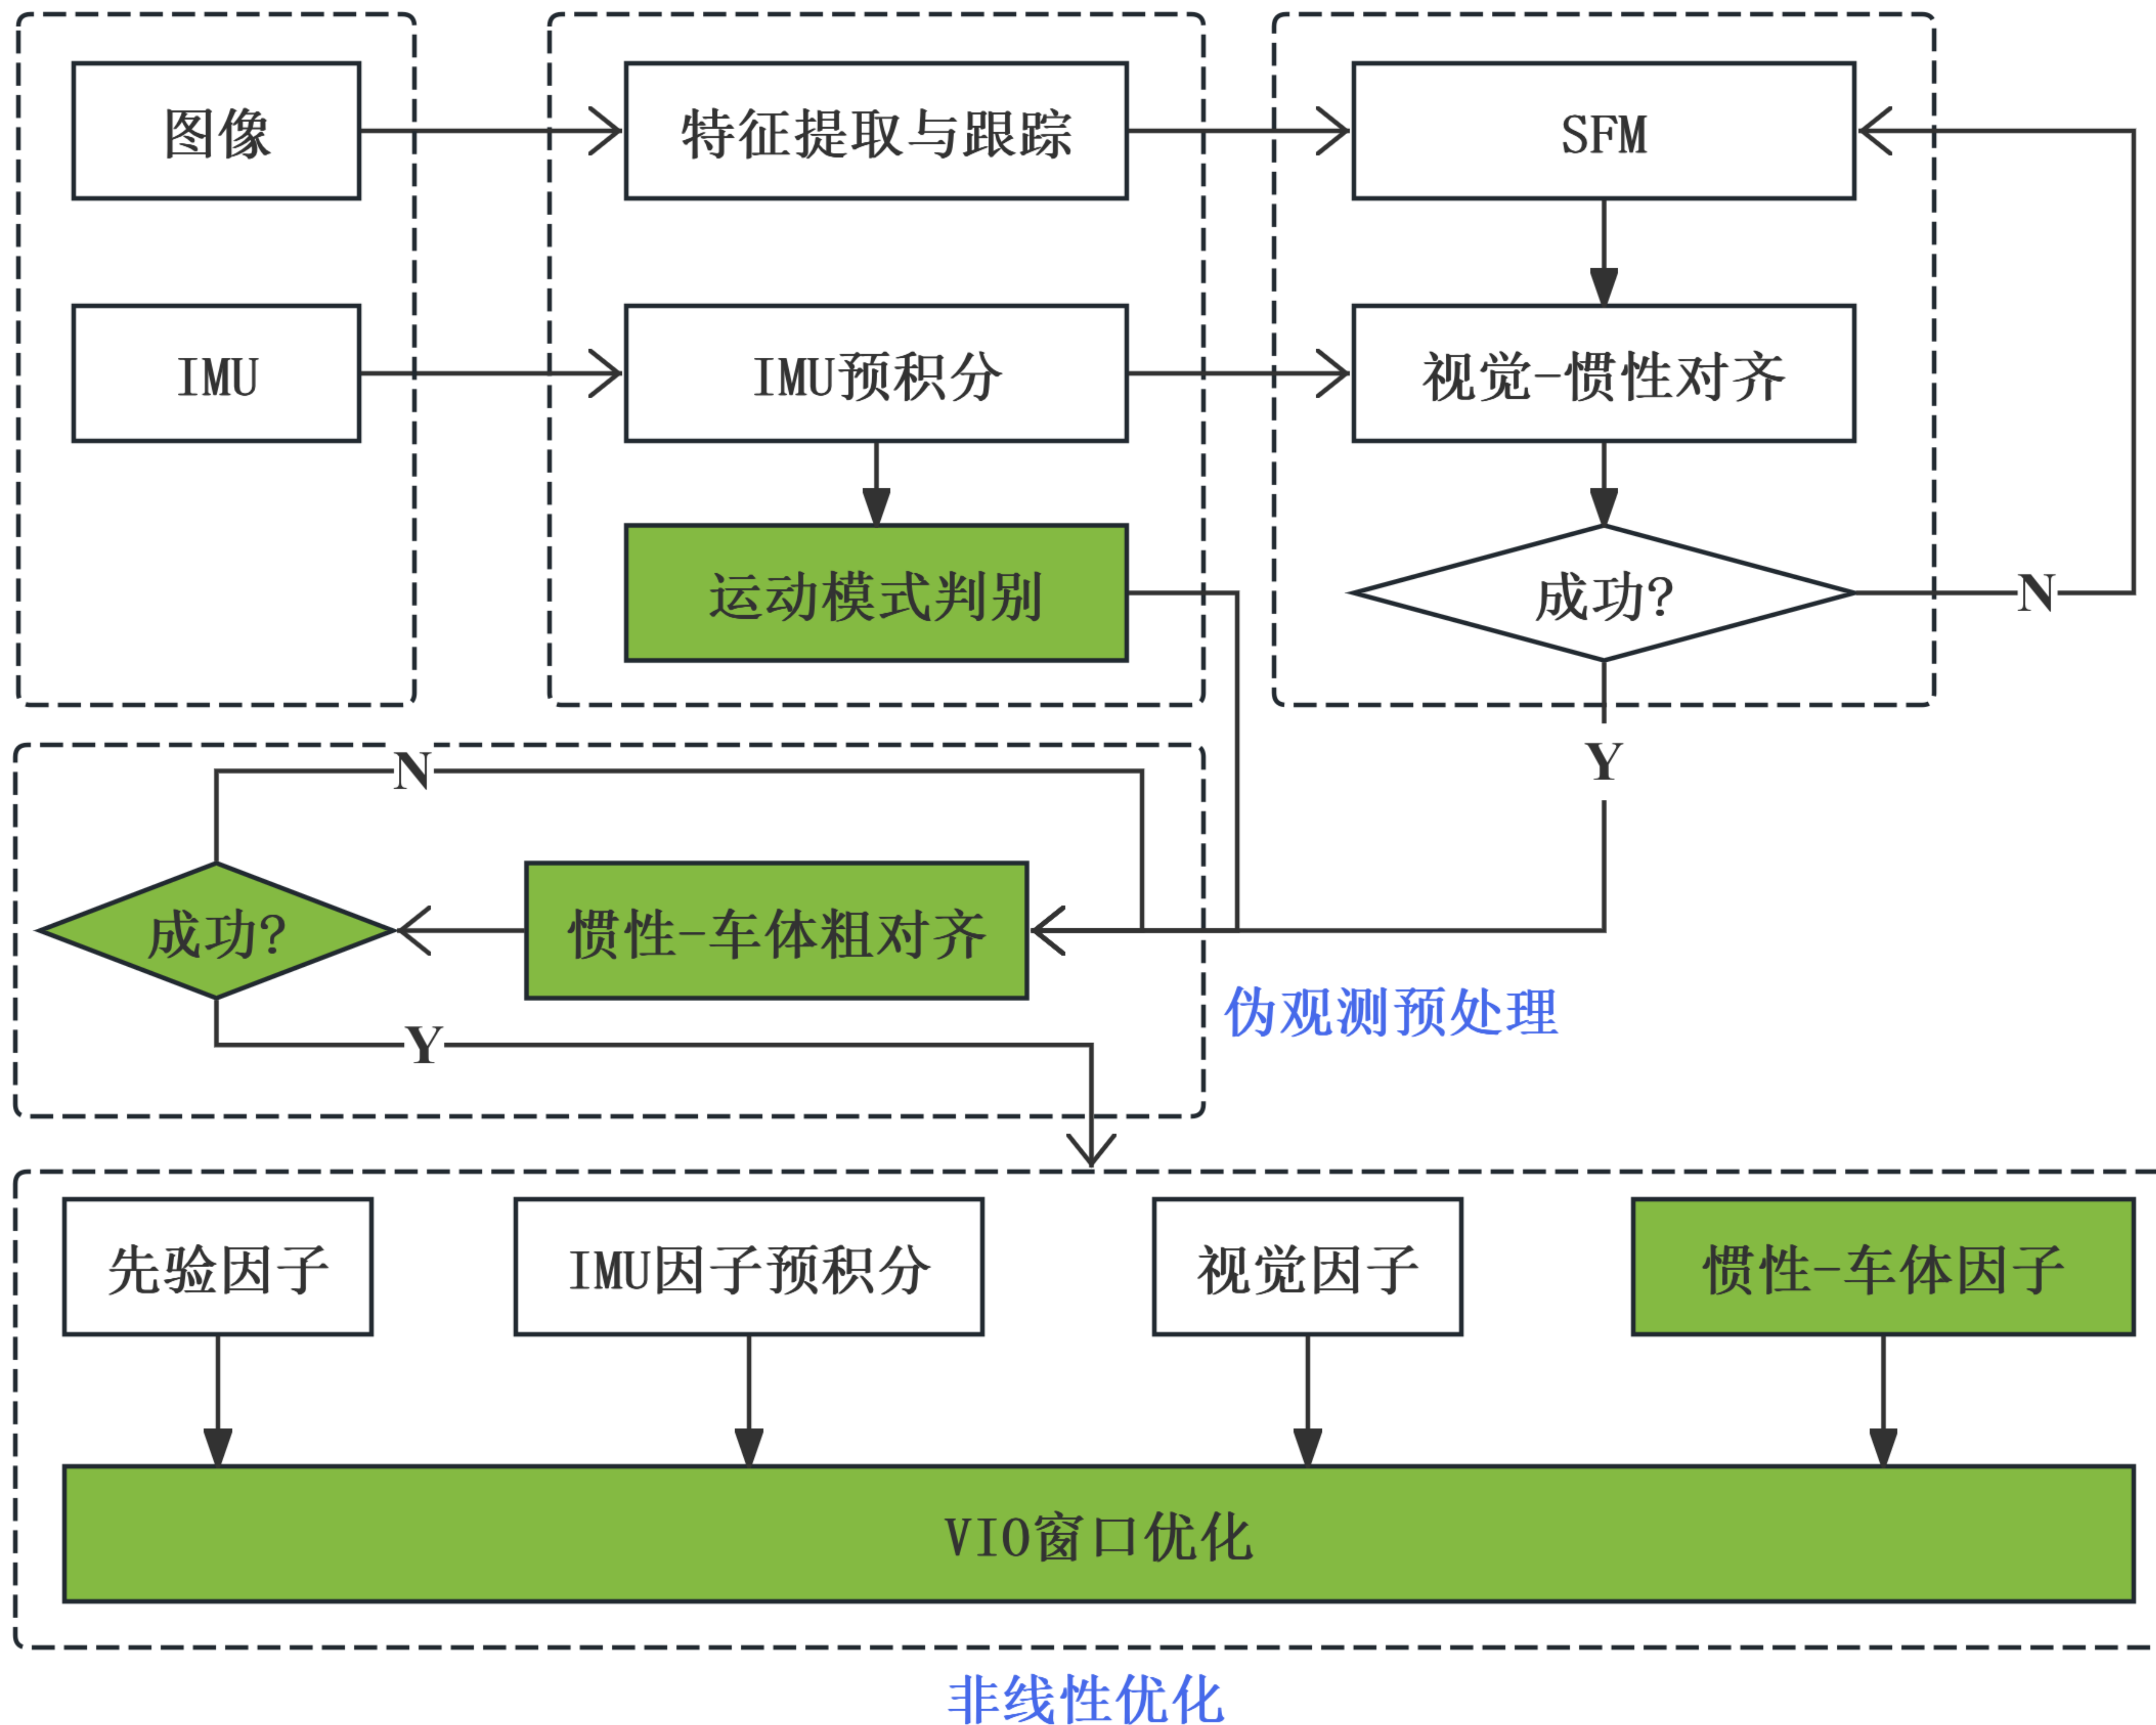 图像
特征提取与跟踪
SFM
IMU
IMU预积分
视觉-惯性对齐
运动模式判别
成功?
N
N
Y
成功?
惯性-车体粗对齐
伪观测预处理
Y
先验因子
IMU因子预积分
视觉因子
惯性-车体因子
VIO窗口优化
非线性优化